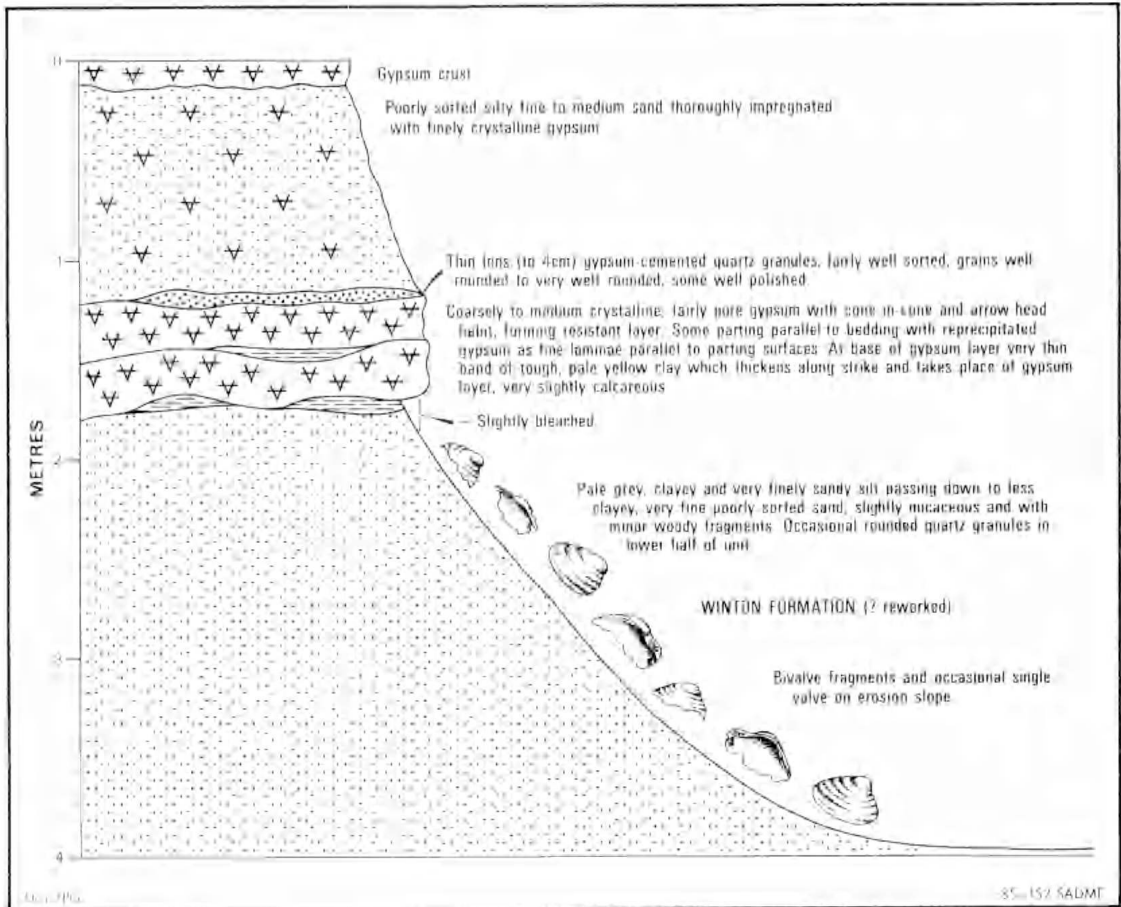 0
Gypsum crust
Poorly sorted silty fine to medium sand thoroughly impregnated
with finely crystalline gypsum
1
Thin lens (to 4cm) gypsum-cemented quartz granules, fairly well sorted, grains well
rounded to very well rounded, some well polished
Coarsely to medium crystalline, fairly pure gypsum with cone-in-cone and arrow head
habit, forming resistant layer. Some parting parallel to bedding with reprecipitated
gypsum as fine laminae parallel to parting surfaces. At base of gypsum layer very thin
band of tough, pale yellow clay which thickens along strike and takes place of gypsum
layer, very slightly calcareous
Slightly bleached
METRES
2
Pale grey, clayey and very finely sandy silt passing down to less
clayey, very fine poorly sorted sand, slightly micaceous and with
minor woody fragments. Occasional rounded quartz granules in
lower half of unit
WINTON FORMATION (? reworked)
3
Bivalve fragments and occasional single
valve on erosion slope
4
85-152 SADME